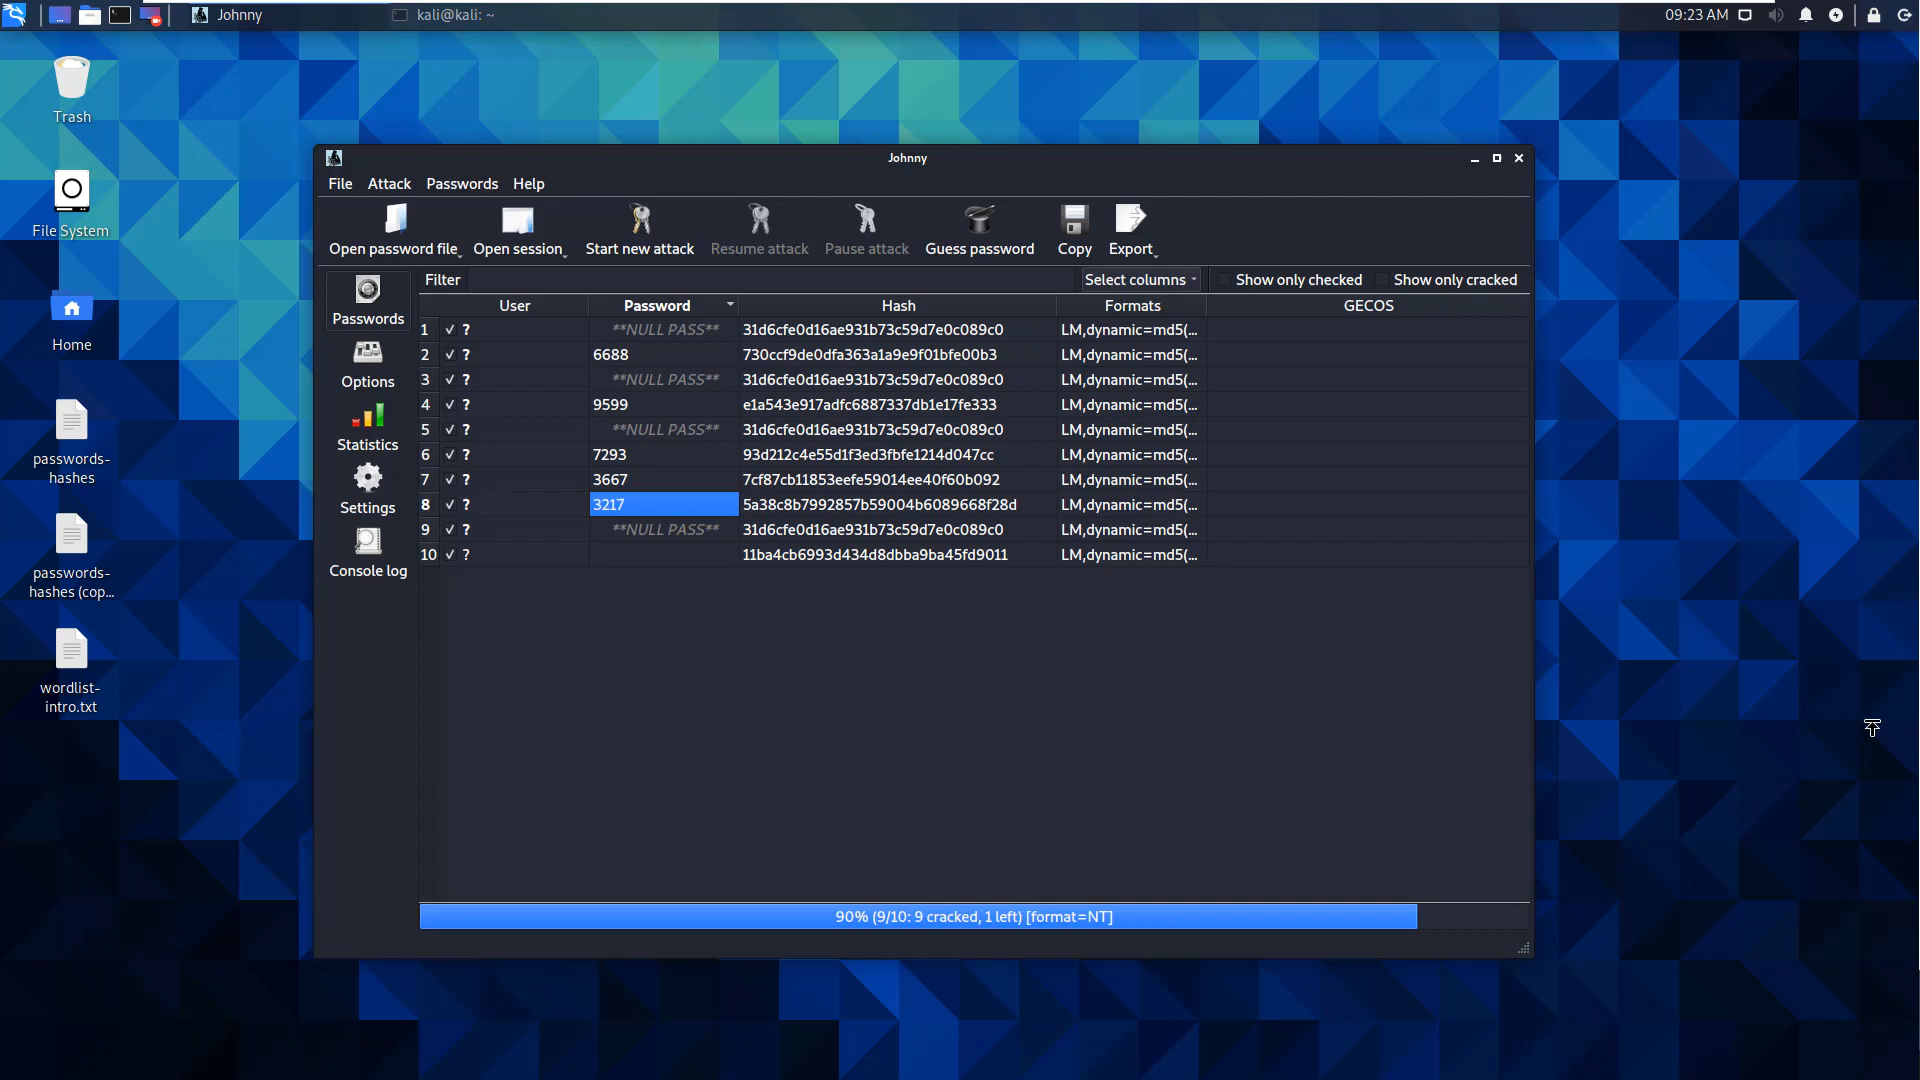 Johnny
kali@kali: ~
09:23 AM
Trash
File System
Home
passwords-
hashes
passwords-
hashes (cop...
wordlist-
intro.txt
Johnny
File Attack Passwords Help
Open password file Open session Start new attack Resume attack Pause attack Guess password Copy Export
Passwords
Options
Statistics
Settings
Console log
Filter Select columns Show only checked Show only cracked
User Password Hash Formats GECOS
1 ✓ ? **NULL PASS** 31d6cfe0d16ae931b73c59d7e0c089c0 LM,dynamic=md5(...
2 ✓ ? 6688 730ccf9de0dfa363a1a9e9f01bfe00b3 LM,dynamic=md5(...
3 ✓ ? **NULL PASS** 31d6cfe0d16ae931b73c59d7e0c089c0 LM,dynamic=md5(...
4 ✓ ? 9599 e1a543e917adfc6887337db1e17fe333 LM,dynamic=md5(...
5 ✓ ? **NULL PASS** 31d6cfe0d16ae931b73c59d7e0c089c0 LM,dynamic=md5(...
6 ✓ ? 7293 93d212c4e55d1f3ed3fbfe1214d047cc LM,dynamic=md5(...
7 ✓ ? 3667 7cf87cb11853eefe59014ee40f60b092 LM,dynamic=md5(...
8 ✓ ? 3217 5a38c8b7992857b59004b6089668f28d LM,dynamic=md5(...
9 ✓ ? **NULL PASS** 31d6cfe0d16ae931b73c59d7e0c089c0 LM,dynamic=md5(...
10 ✓ ? 11ba4cb6993d434d8dbba9ba45fd9011 LM,dynamic=md5(...
90% (9/10: 9 cracked, 1 left) [format=NT]